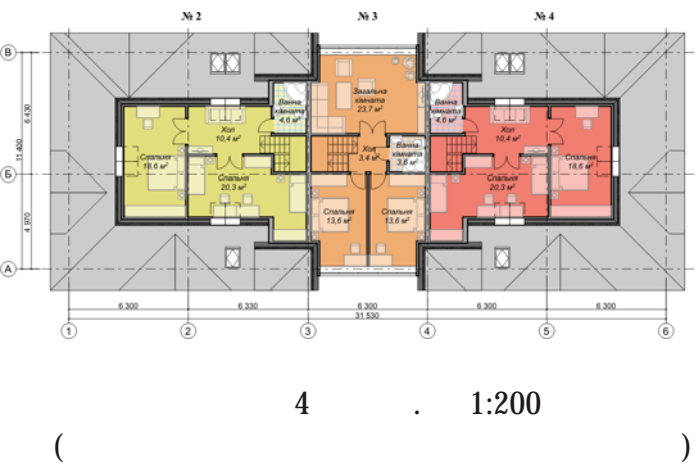 № 2 № 3 № 4
В
Загальна
кімната
23,7 м²
Ванна
кімната
4,6 м²
Ванна
кімната
4,6 м²
6 430
11 400
Хол
10,4 м²
Хол
10,4 м²
Хол
3,4 м²
Ванна
кімната
3,6 м²
Б
Спальня
18,6 м²
Спальня
20,3 м²
Спальня
20,3 м²
Спальня
18,6 м²
Спальня
13,6 м²
Спальня
13,6 м²
4 970
А
6 300 6 330 6 300 6 300 6 300
31 530
1 2 3 4 5 6
4 . 1:200
( )